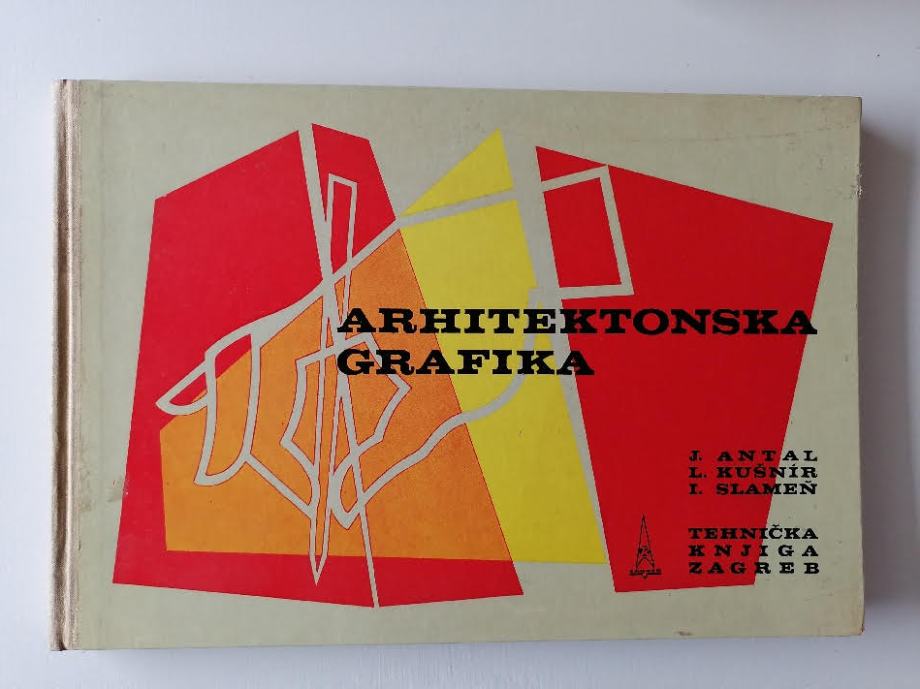 ARHITEKTONSKA
GRAFIKA
J. ANTAL
L. KUŠNÍR
I. SLAMEŇ
TEHNIČKA
KNJIGA
ZAGREB